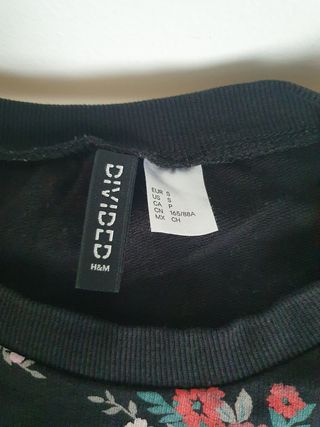 DIVIDED
H&M
EUR S
US S
CA P
CN 165/88A
MX CH